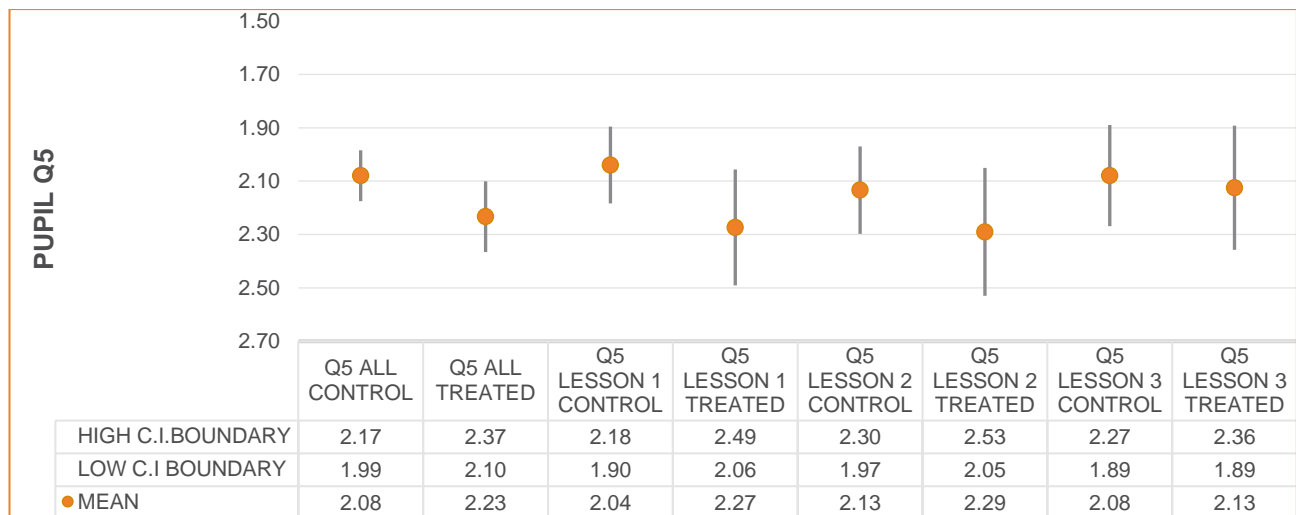 1.50
1.70
1.90
2.10
2.30
2.50
2.70
PUPIL Q5
Q5 ALL CONTROL Q5 ALL TREATED Q5 LESSON 1 CONTROL Q5 LESSON 1 TREATED Q5 LESSON 2 CONTROL Q5 LESSON 2 TREATED Q5 LESSON 3 CONTROL Q5 LESSON 3 TREATED
HIGH C.I.BOUNDARY 2.17 2.37 2.18 2.49 2.30 2.53 2.27 2.36
LOW C.I BOUNDARY 1.99 2.10 1.90 2.06 1.97 2.05 1.89 1.89
MEAN 2.08 2.23 2.04 2.27 2.13 2.29 2.08 2.13